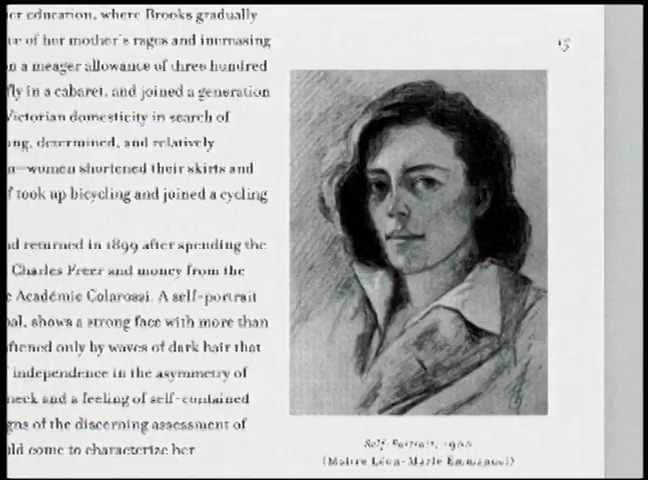 er education, where Brooks gradually
ce of her mother's rages and increasing
n a meager allowance of three hundred
fly in a cabaret, and joined a generation
Victorian domesticity in search of
ung, determined, and relatively
n—women shortened their skirts and
f took up bicycling and joined a cycling
nd returned in 1899 after spending the
Charles Freer and money from the
e Académie Colarossi. A self-portrait
oal, shows a strong face with more than
ftened only by waves of dark hair that
independence in the asymmetry of
neck and a feeling of self-contained
gns of the discerning assessment of
uld come to characterize her
15
Self-Portrait, 1900
(Maître Léon-Marie Emmanuel)